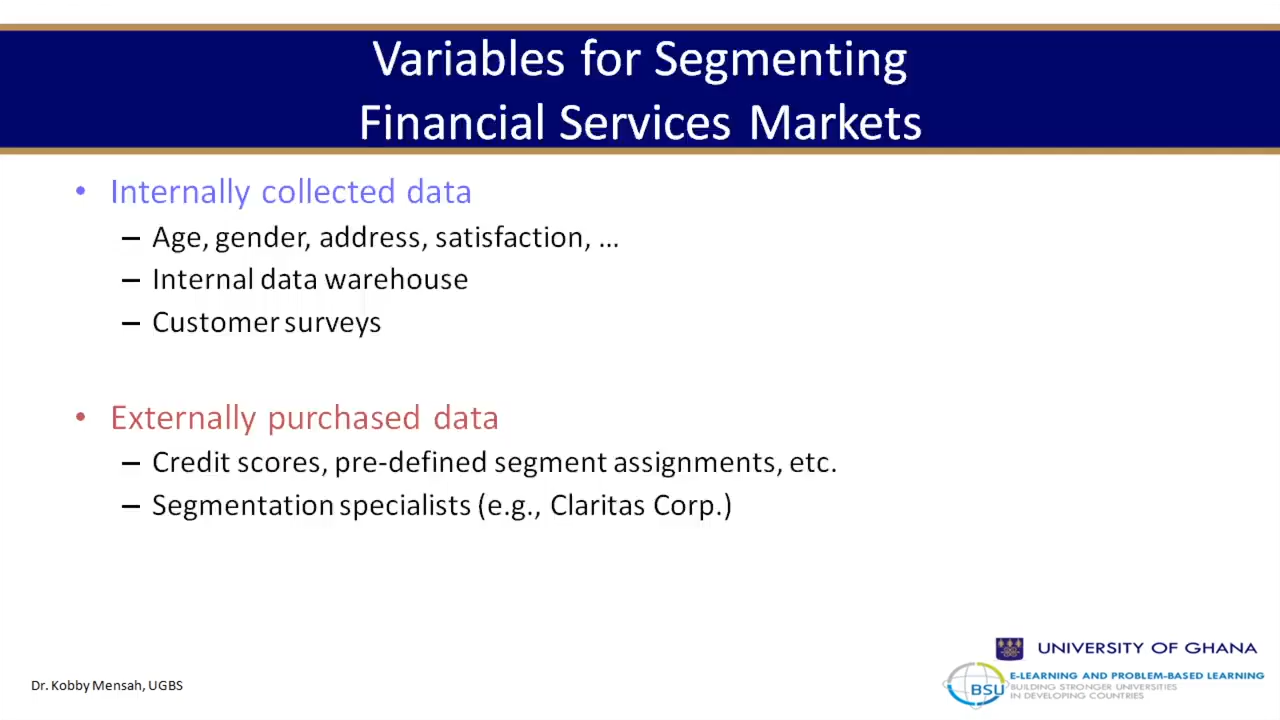 Variables for Segmenting
Financial Services Markets
• Internally collected data
– Age, gender, address, satisfaction, ...
– Internal data warehouse
– Customer surveys
• Externally purchased data
– Credit scores, pre-defined segment assignments, etc.
– Segmentation specialists (e.g., Claritas Corp.)
UNIVERSITY OF GHANA
Dr. Kobby Mensah, UGBS
BSU
E-LEARNING AND PROBLEM-BASED LEARNING
BUILDING STRONGER UNIVERSITIES
IN DEVELOPING COUNTRIES